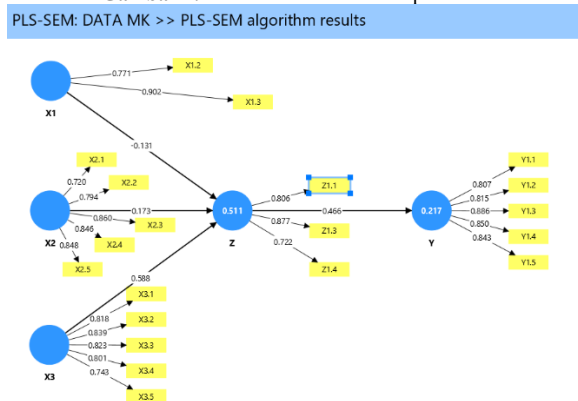 PLS-SEM: DATA MK >> PLS-SEM algorithm results
X1.2
0.771
0.902
X1.3
X1
-0.131
X2.1
0.720
X2.2
0.794
0.173
0.860
X2.3
0.846
X2
X2.4
0.848
X2.5
0.511
Z
0.806
Z1.1
0.466
0.877
Z1.3
0.722
Z1.4
0.217
Y
0.807
Y1.1
0.815
Y1.2
0.886
Y1.3
0.850
Y1.4
0.843
Y1.5
0.588
X3.1
0.818
X3.2
0.839
0.823
X3.3
0.801
X3.4
X3
0.743
X3.5